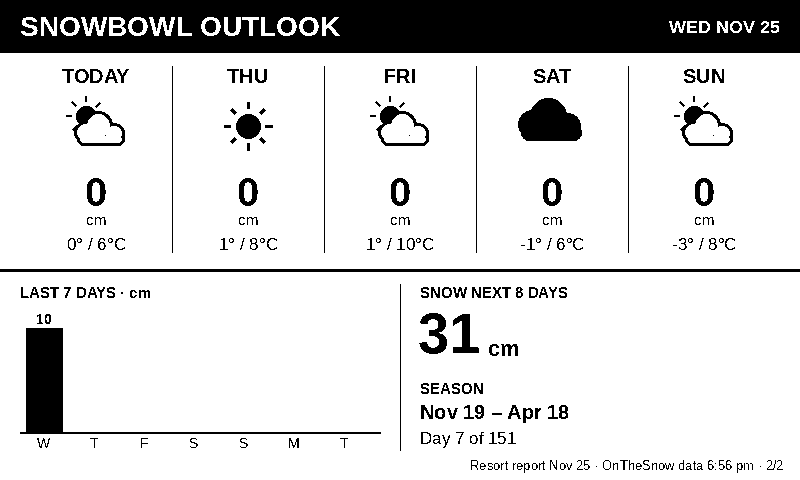 SNOWBOWL OUTLOOK
WED NOV 25
TODAY THU FRI SAT SUN
0 0 0 0 0
cm cm cm cm cm
0° / 6°C 1° / 8°C 1° / 10°C -1° / 6°C -3° / 8°C
LAST 7 DAYS · cm
10
W T F S S M T
SNOW NEXT 8 DAYS
31 cm
SEASON
Nov 19 – Apr 18
Day 7 of 151
Resort report Nov 25 · OnTheSnow data 6:56 pm · 2/2